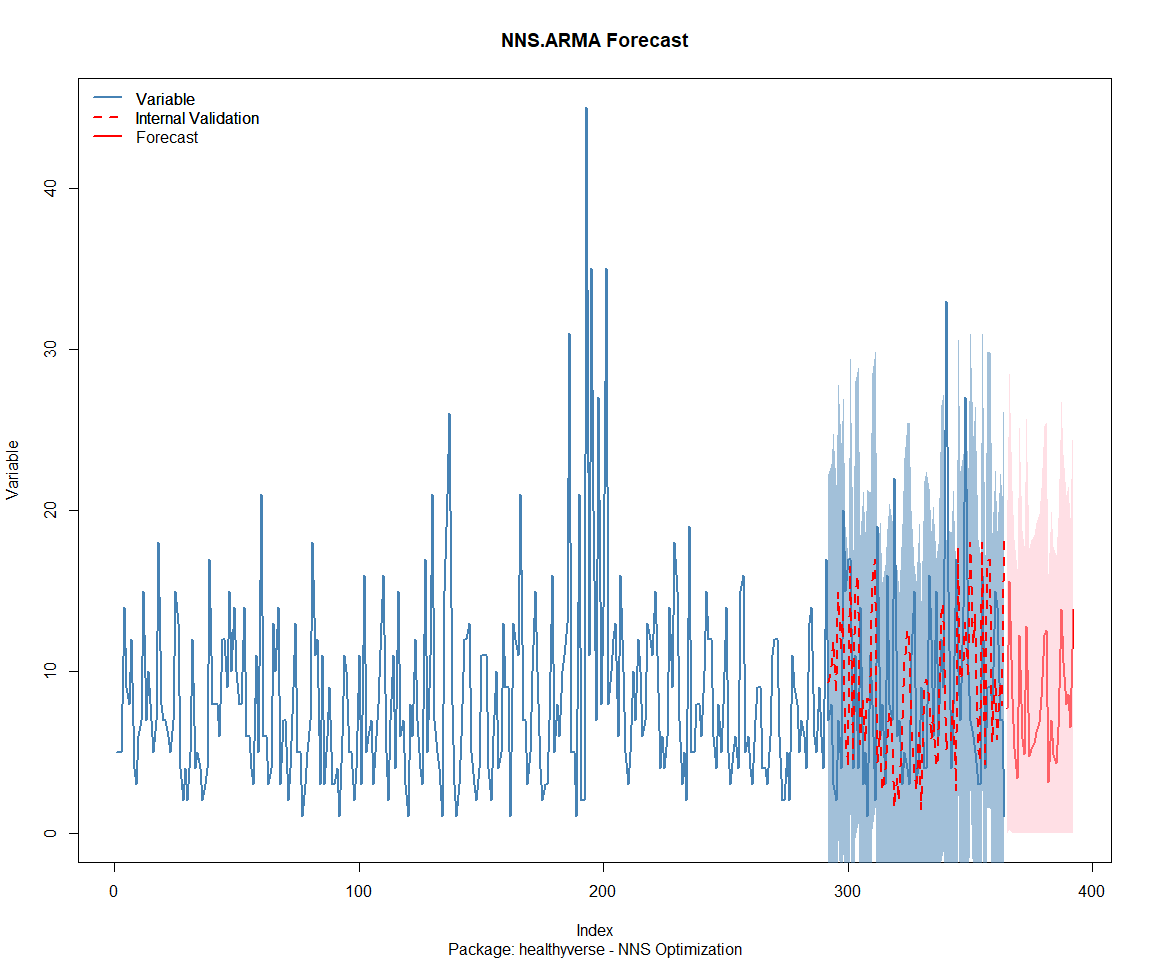 NNS.ARMA Forecast
Variable
Internal Validation
Forecast
Variable
40
30
20
10
0
0 100 200 300 400
Index
Package: healthyverse - NNS Optimization